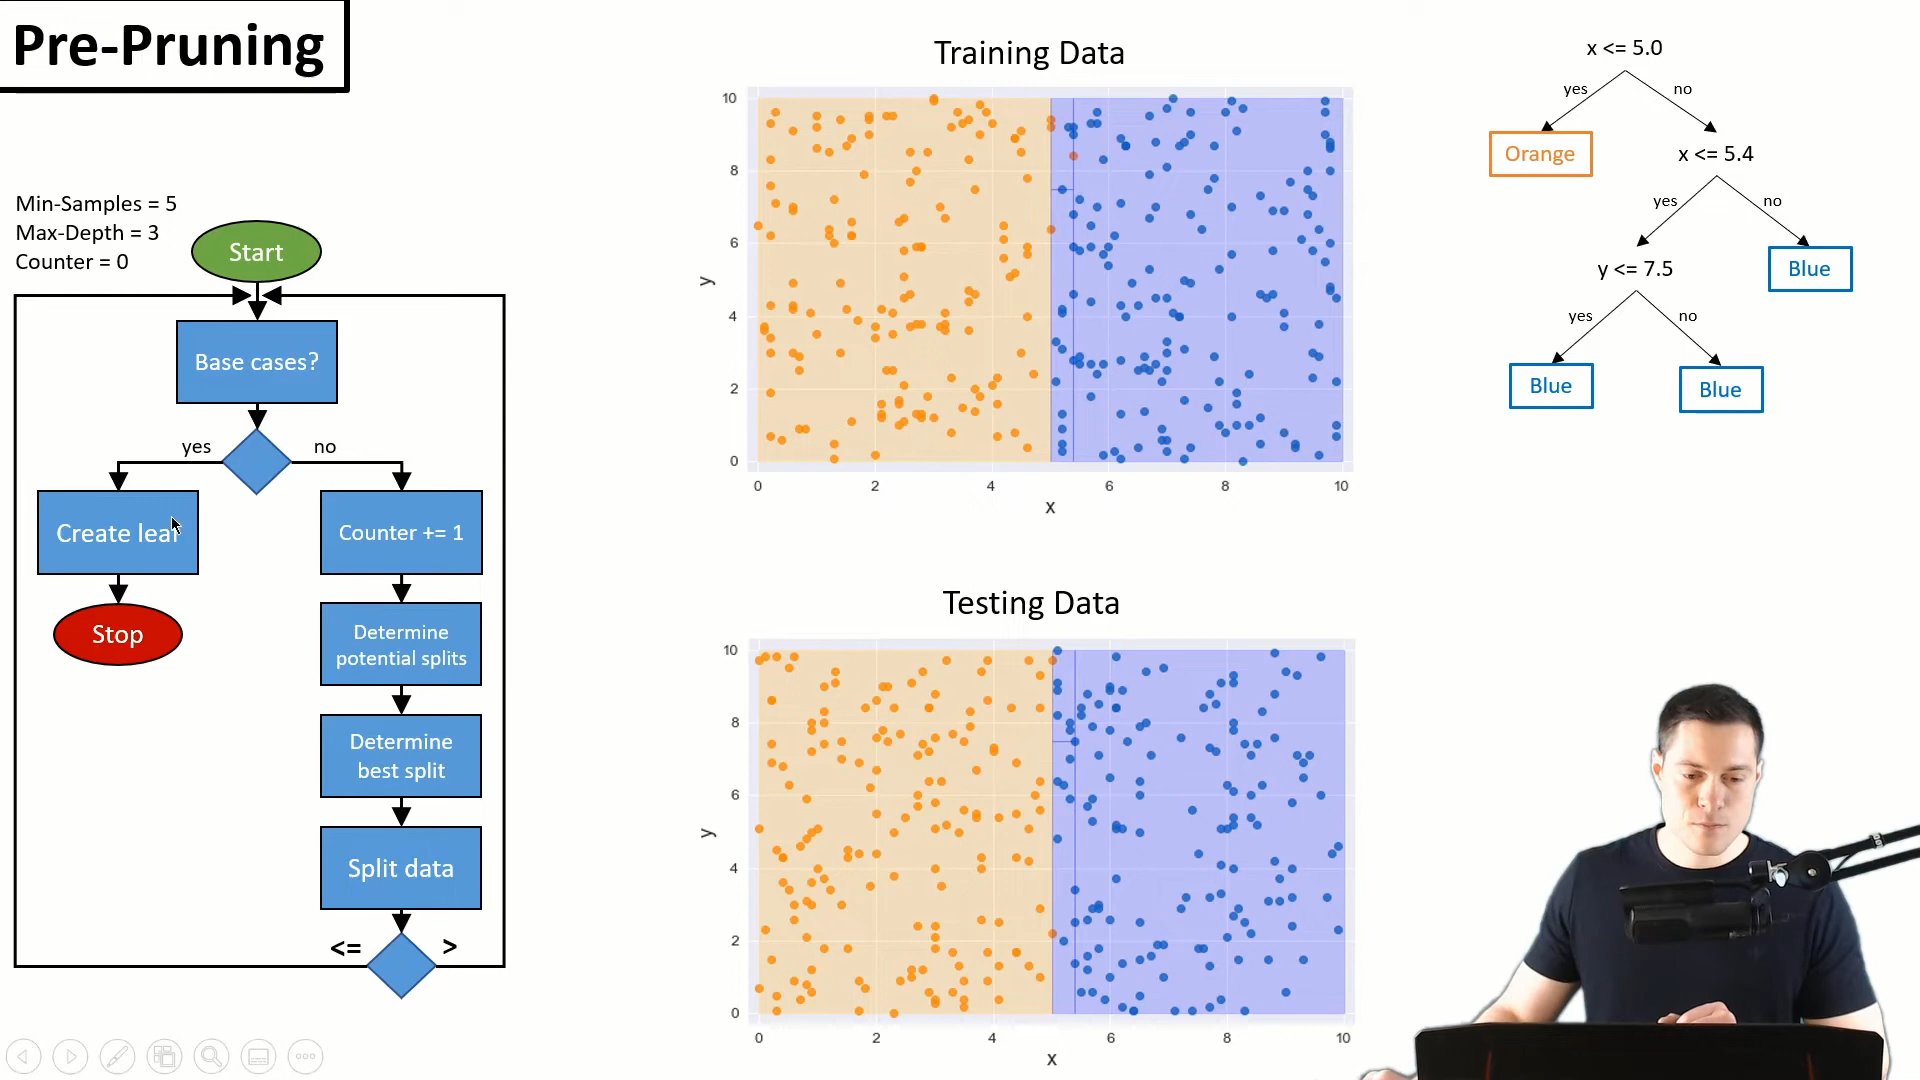 Pre-Pruning
Min-Samples = 5
Max-Depth = 3
Counter = 0
Start
Base cases?
yes
no
Create leaf
Counter += 1
Stop
Determine
potential splits
Determine
best split
Split data
<=
>
Training Data
10
8
6
4
2
0
y
0 2 4 6 8 10
x
Testing Data
10
8
6
4
2
0
y
0 2 4 6 8 10
x
x <= 5.0
yes
no
Orange
x <= 5.4
yes
no
y <= 7.5
Blue
yes
no
Blue
Blue